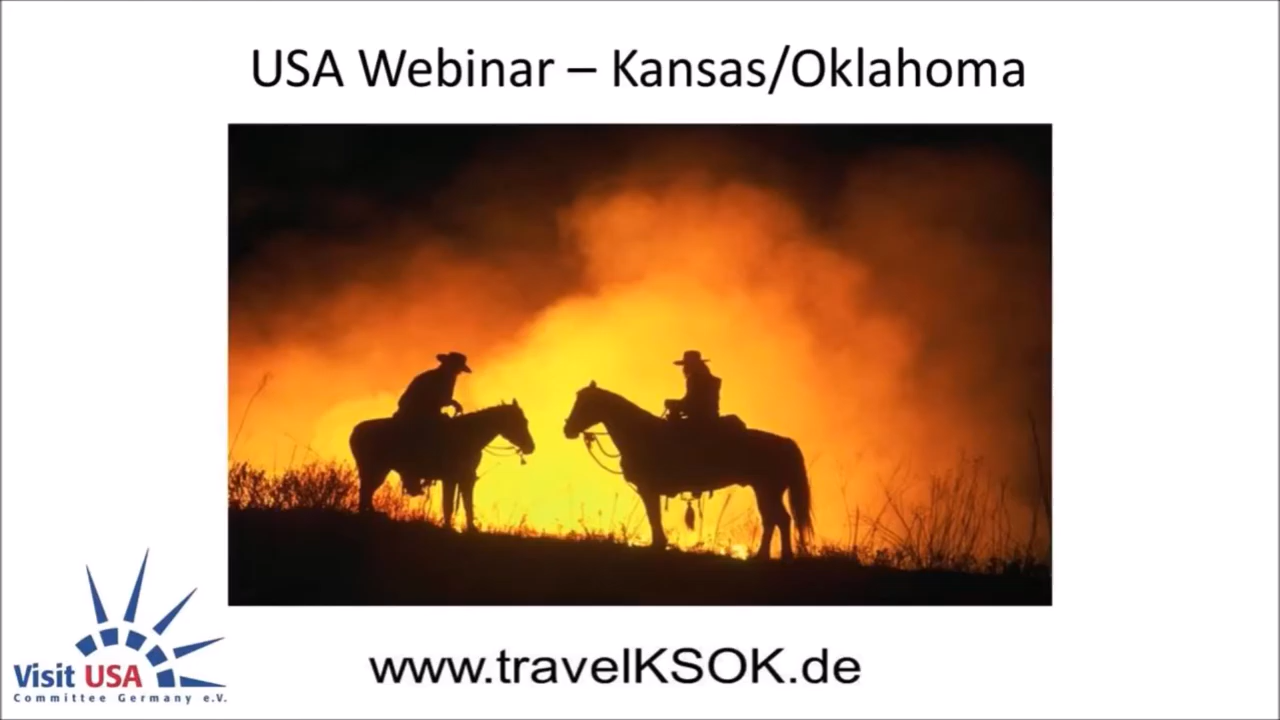 USA Webinar – Kansas/Oklahoma
www.travelKSOK.de
Visit USA
Committee Germany e.V.